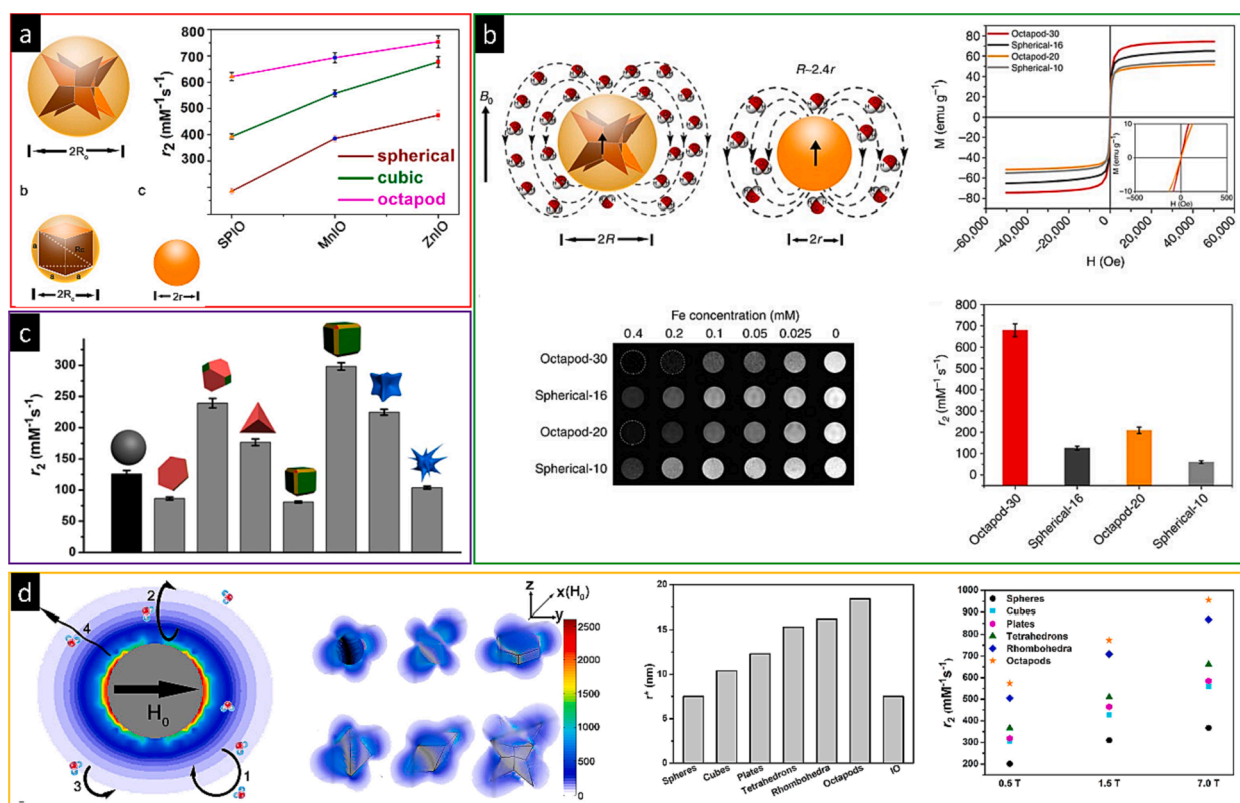 a
800
700
600
500
400
300
r2 (mM⁻¹s⁻¹)
spherical
cubic
octapod
SPIO
MnIO
ZnIO
2Ro
b
c
Rc
a
a
a
2Rc
2r
b
B0
R~2.4r
2R
2r
Octapod-30
Spherical-16
Octapod-20
Spherical-10
M (emu g⁻¹)
80
60
40
20
0
−20
−40
−60
−80
−60,000
−40,000
−20,000
0
20,000
40,000
60,000
H (Oe)
M (emu g⁻¹)
10
0
−10
−500
0
500
H (Oe)
Fe concentration (mM)
0.4 0.2 0.1 0.05 0.025 0
Octapod-30
Spherical-16
Octapod-20
Spherical-10
r2 (mM⁻¹ s⁻¹)
800
700
600
500
400
300
200
100
0
Octapod-30
Spherical-16
Octapod-20
Spherical-10
c
r2 (mM⁻¹s⁻¹)
300
250
200
150
100
50
0
d
H0
1
2
3
4
z
x(H0)
y
2500
2000
1500
1000
500
0
r* (nm)
20
15
10
5
0
Spheres
Cubes
Plates
Tetrahedrons
Rhombohedra
Octapods
IO
r2 (mM⁻¹s⁻¹)
1000
900
800
700
600
500
400
300
200
Spheres
Cubes
Plates
Tetrahedrons
Rhombohedra
Octapods
0.5 T
1.5 T
7.0 T